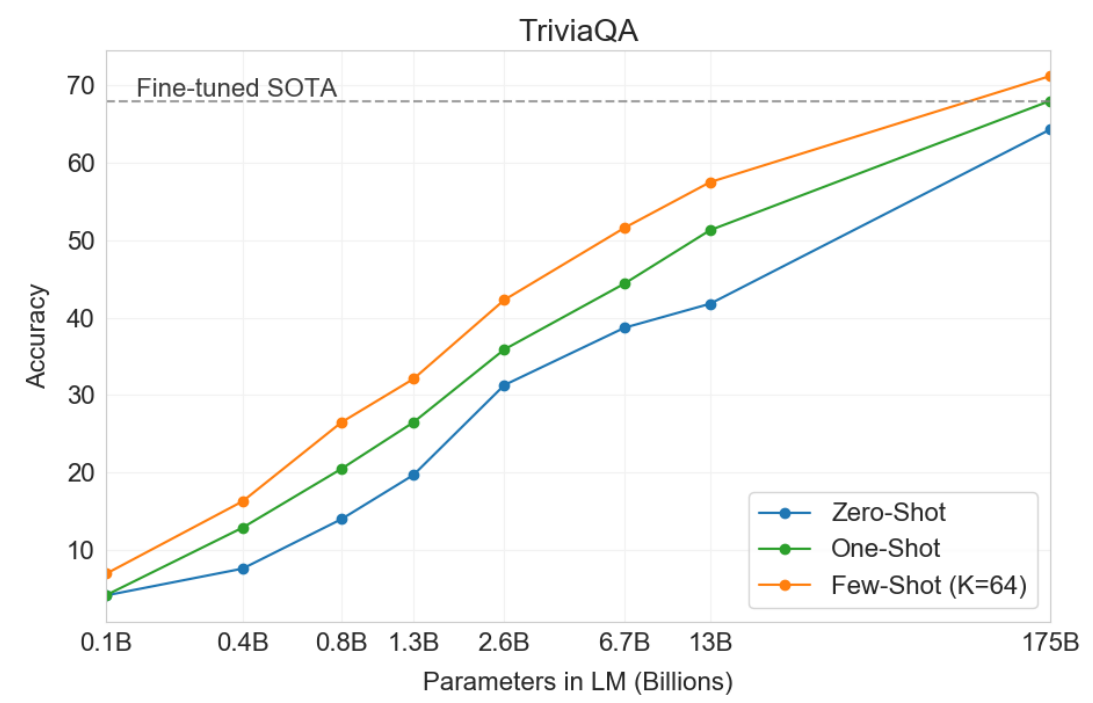 TriviaQA
Fine-tuned SOTA
70
60
50
40
30
20
10
Accuracy
Zero-Shot
One-Shot
Few-Shot (K=64)
0.1B 0.4B 0.8B 1.3B 2.6B 6.7B 13B 175B
Parameters in LM (Billions)